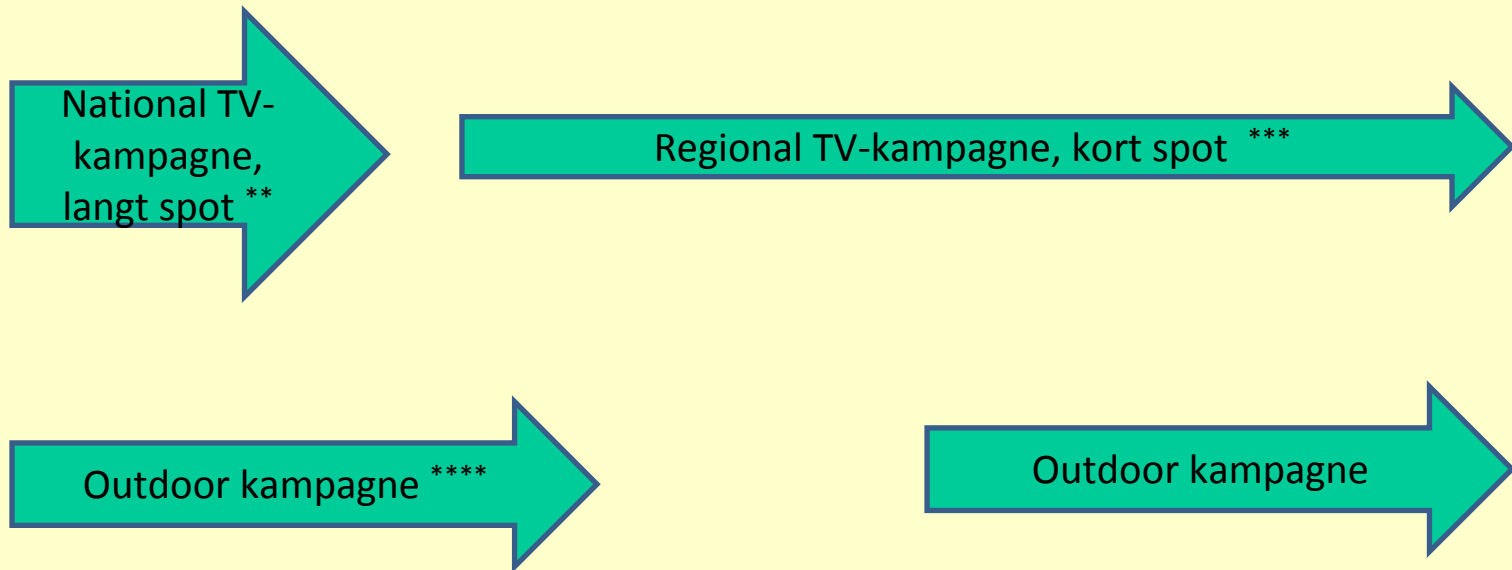 National TV-
kampagne,
langt spot **
Regional TV-kampagne, kort spot ***
Outdoor kampagne ****
Outdoor kampagne